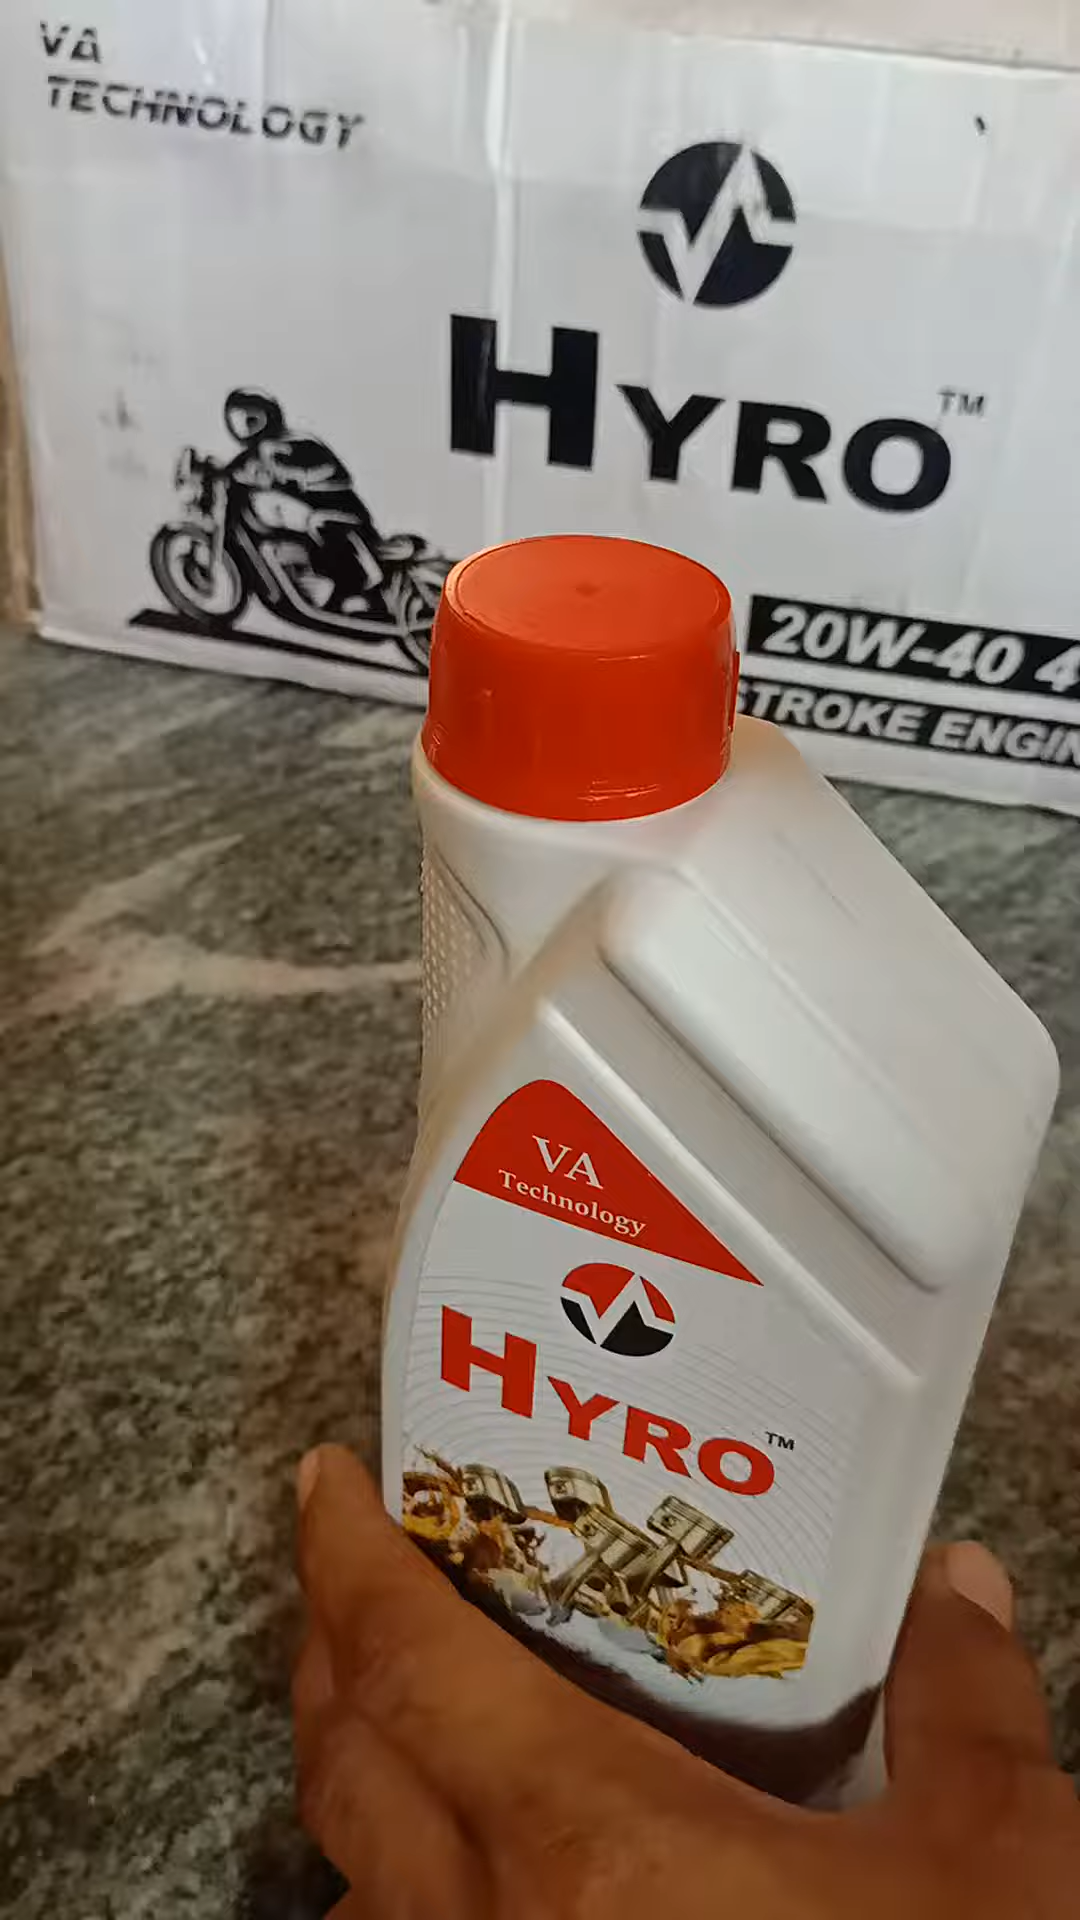 VA
TECHNOLOGY
HYRO™
20W-40 4
STROKE ENGIN
VA
Technology
HYRO™